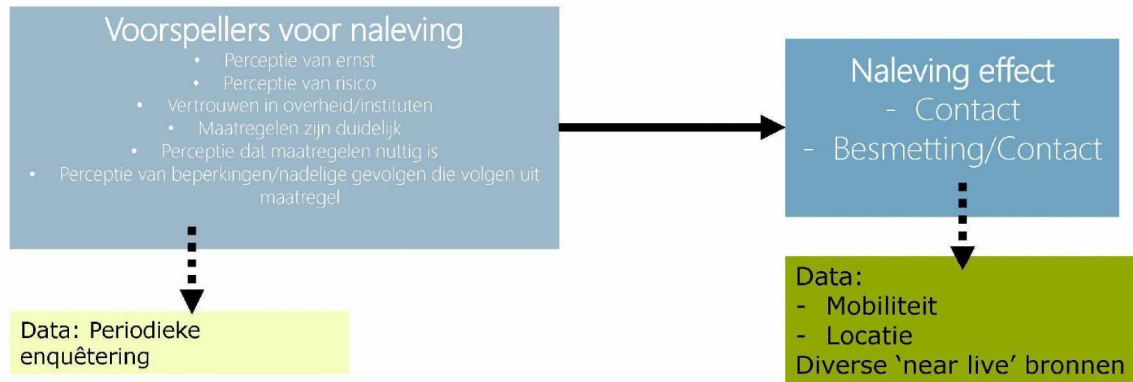 Voorspellers voor naleving
• Perceptie van ernst
• Perceptie van risico
• Vertrouwen in overheid/instituten
• Maatregelen zijn duidelijk
• Perceptie dat maatregelen nuttig is
• Perceptie van beperkingen/nadelige gevolgen die volgen uit
maatregel
Naleving effect
- Contact
- Besmetting/Contact
Data: Periodieke
enquêtering
Data:
- Mobiliteit
- Locatie
Diverse ‘near live’ bronnen